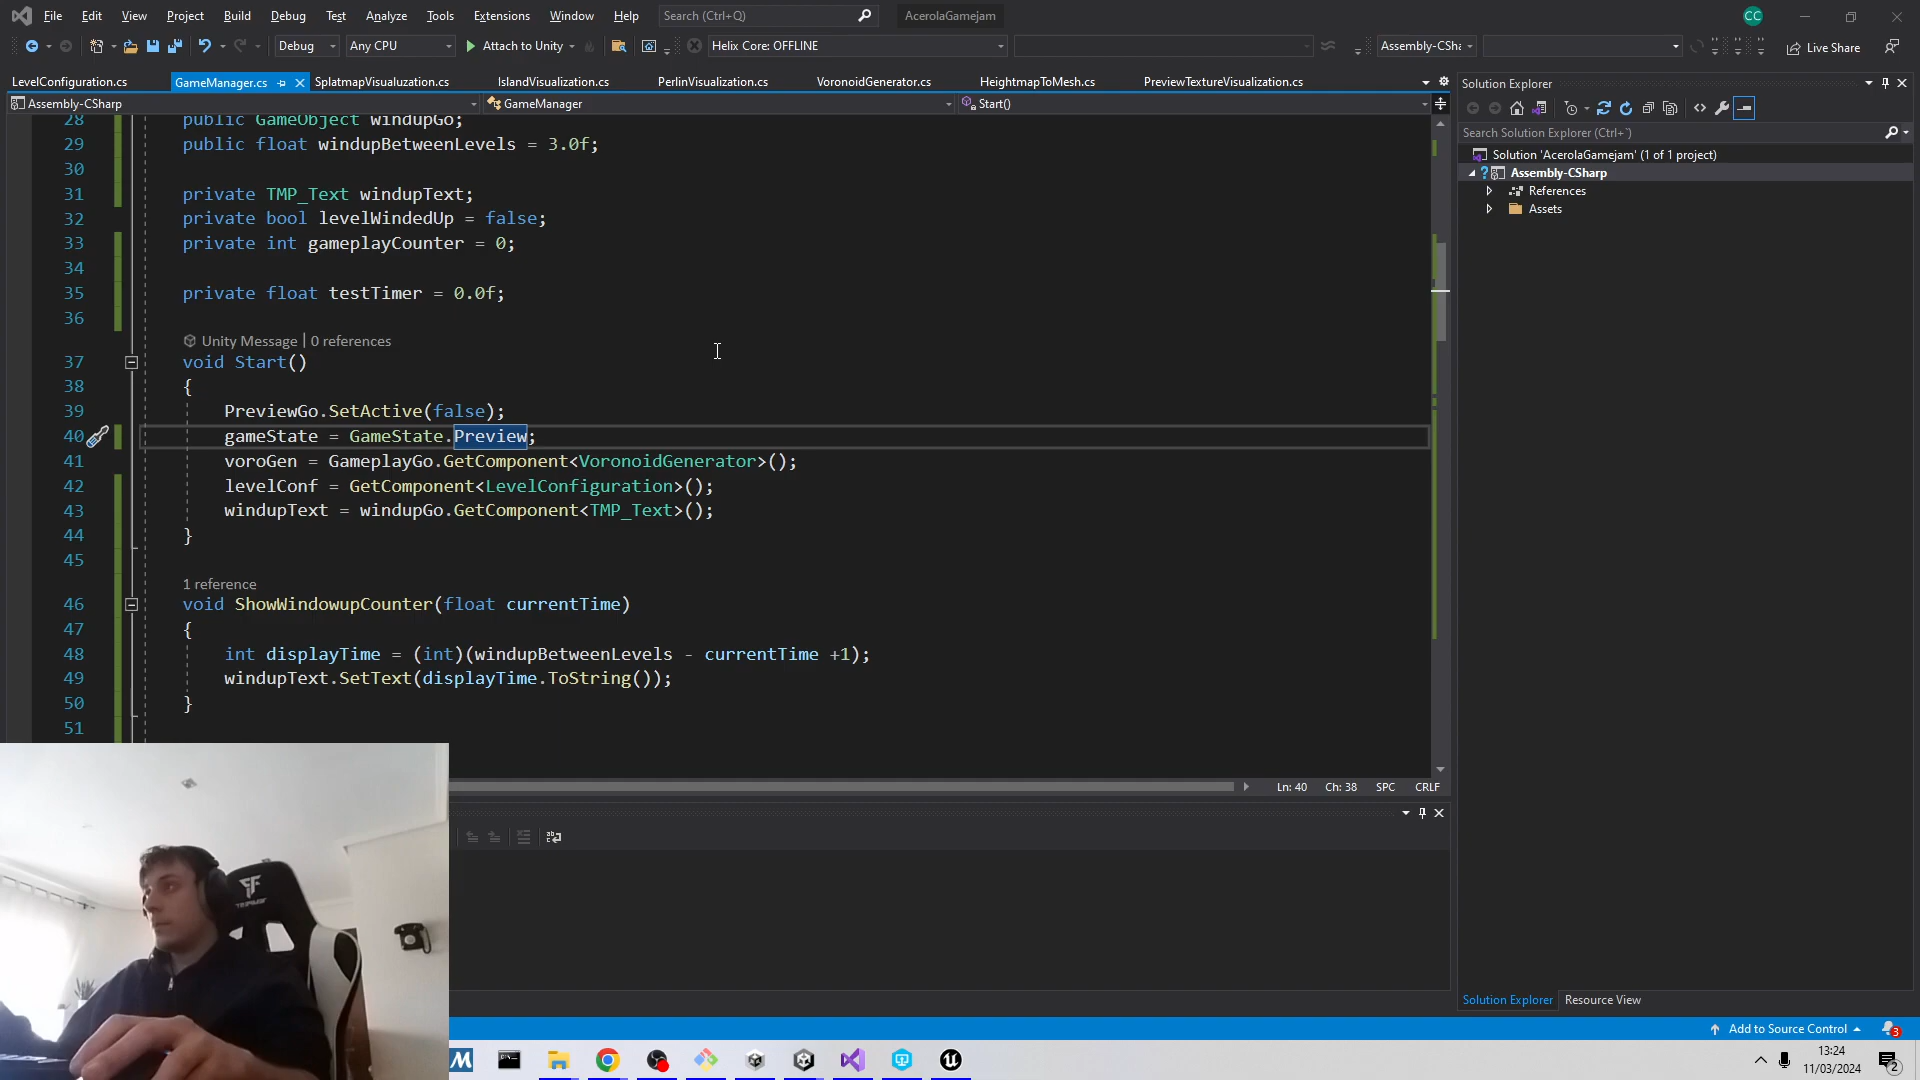 File Edit View Project Build Debug Test Analyze Tools Extensions Window Help Search (Ctrl+Q) AcerolaGamejam CC
Debug Any CPU Attach to Unity Helix Core: OFFLINE Assembly-CSha Live Share
LevelConfiguration.cs GameManager.cs SplatmapVisualuzation.cs IslandVisualization.cs PerlinVisualization.cs VoronoidGenerator.cs HeightmapToMesh.cs PreviewTextureVisualization.cs
Assembly-CSharp GameManager Start()
28 public GameObject windupGo;
29 public float windupBetweenLevels = 3.0f;
30
31 private TMP_Text windupText;
32 private bool levelWindedUp = false;
33 private int gameplayCounter = 0;
34
35 private float testTimer = 0.0f;
36
Unity Message | 0 references
37 void Start()
38 {
39 PreviewGo.SetActive(false);
40 gameState = GameState.Preview;
41 voroGen = GameplayGo.GetComponent<VoronoidGenerator>();
42 levelConf = GetComponent<LevelConfiguration>();
43 windupText = windupGo.GetComponent<TMP_Text>();
44 }
45
1 reference
46 void ShowWindowupCounter(float currentTime)
47 {
48 int displayTime = (int)(windupBetweenLevels - currentTime +1);
49 windupText.SetText(displayTime.ToString());
50 }
51
Ln: 40 Ch: 38 SPC CRLF
Solution Explorer
Search Solution Explorer (Ctrl+´)
Solution 'AcerolaGamejam' (1 of 1 project)
Assembly-CSharp
References
Assets
Solution Explorer Resource View
Add to Source Control 3
13:24
11/03/2024
2